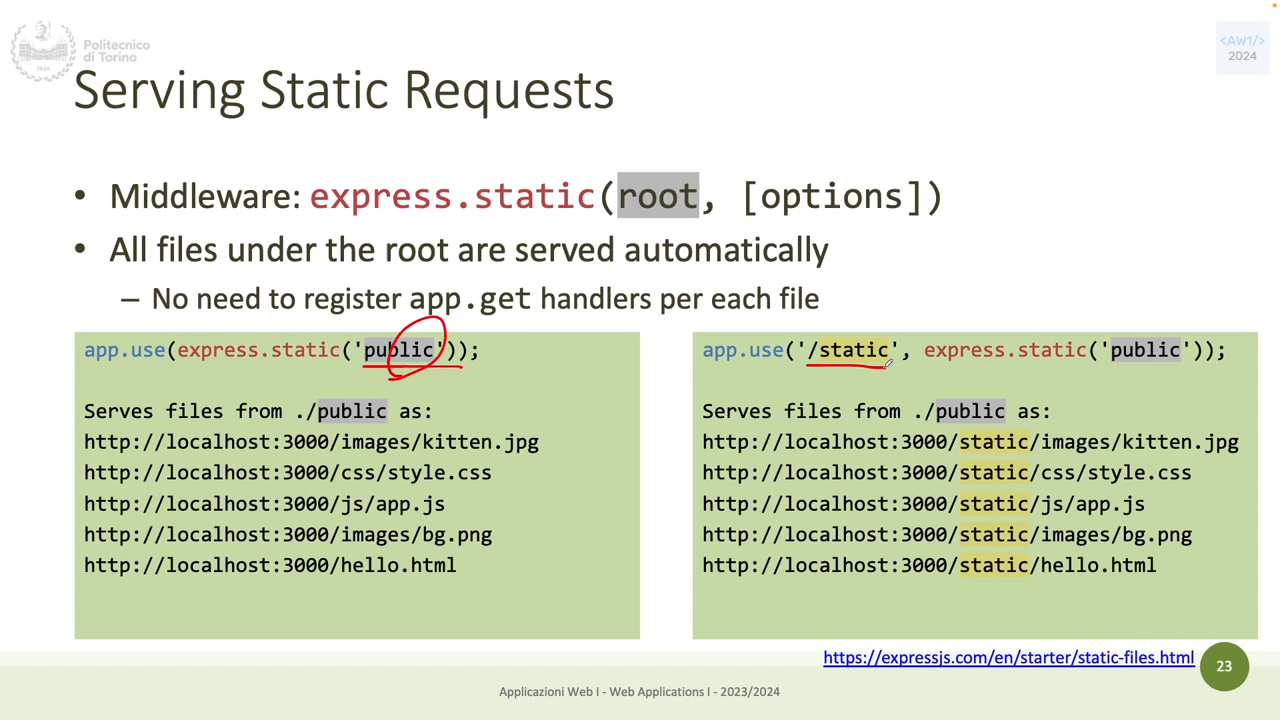 Politecnico
di Torino
1859
<AW1/>
2024
Serving Static Requests
• Middleware: express.static(root, [options])
• All files under the root are served automatically
– No need to register app.get handlers per each file
app.use(express.static('public'));
Serves files from ./public as:
http://localhost:3000/images/kitten.jpg
http://localhost:3000/css/style.css
http://localhost:3000/js/app.js
http://localhost:3000/images/bg.png
http://localhost:3000/hello.html
app.use('/static', express.static('public'));
Serves files from ./public as:
http://localhost:3000/static/images/kitten.jpg
http://localhost:3000/static/css/style.css
http://localhost:3000/static/js/app.js
http://localhost:3000/static/images/bg.png
http://localhost:3000/static/hello.html
https://expressjs.com/en/starter/static-files.html
23
Applicazioni Web I - Web Applications I - 2023/2024